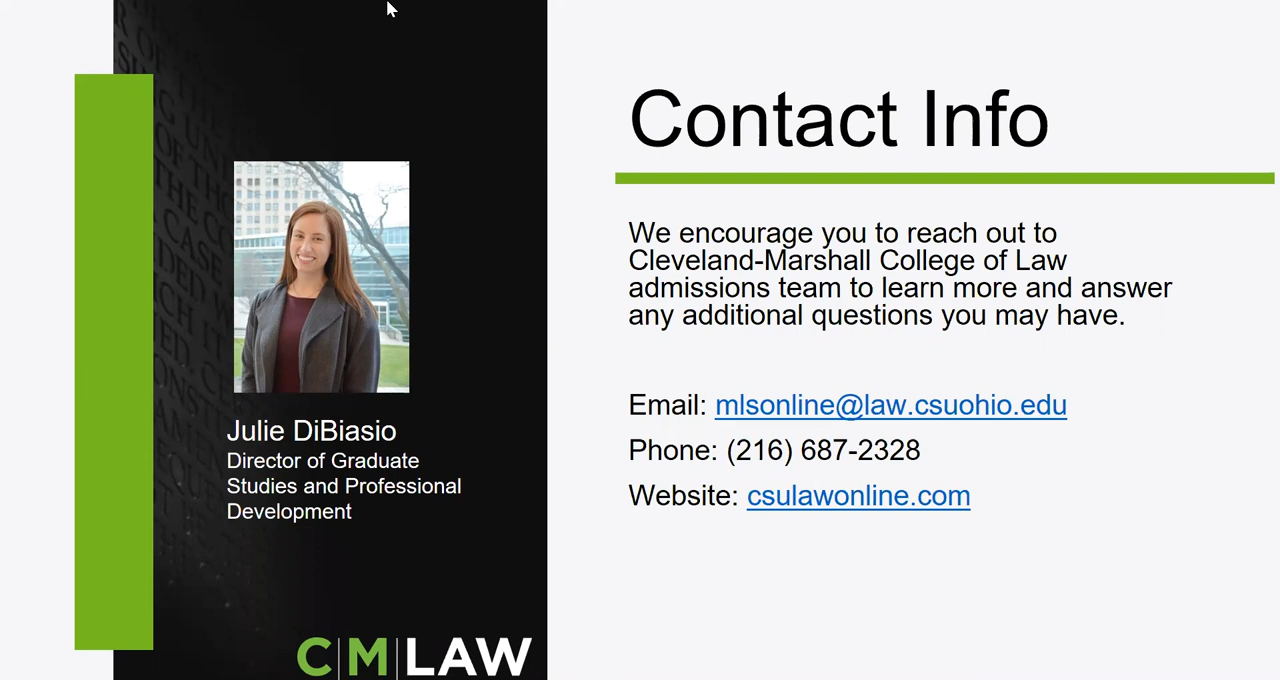 Contact Info
We encourage you to reach out to
Cleveland-Marshall College of Law
admissions team to learn more and answer
any additional questions you may have.
Email: mlsonline@law.csuohio.edu
Phone: (216) 687-2328
Website: csulawonline.com
Julie DiBiasio
Director of Graduate
Studies and Professional
Development
C|M|LAW